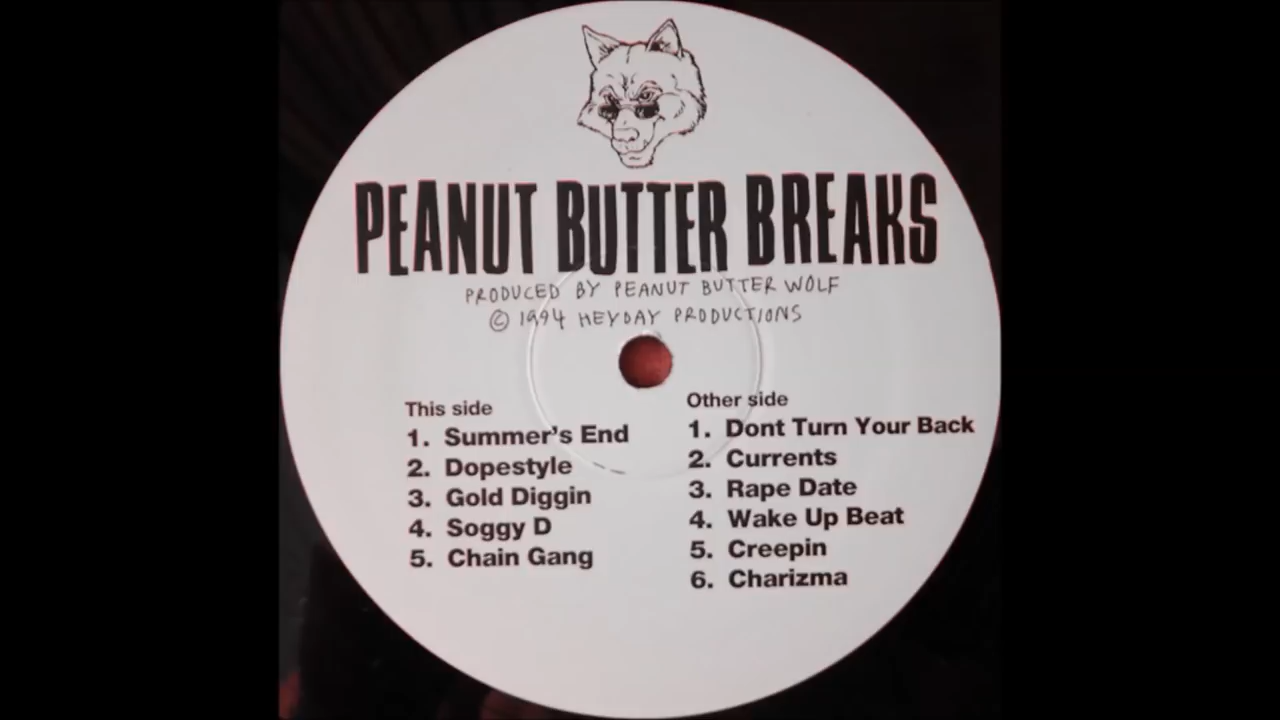 PEANUT BUTTER BREAKS
PRODUCED BY PEANUT BUTTER WOLF
© 1994 HEYDAY PRODUCTIONS
This side
1. Summer's End
2. Dopestyle
3. Gold Diggin
4. Soggy D
5. Chain Gang
Other side
1. Dont Turn Your Back
2. Currents
3. Rape Date
4. Wake Up Beat
5. Creepin
6. Charizma